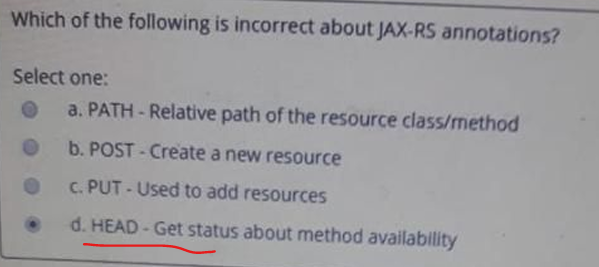 Which of the following is incorrect about JAX-RS annotations?
Select one:
a. PATH - Relative path of the resource class/method
b. POST - Create a new resource
c. PUT - Used to add resources
d. HEAD - Get status about method availability